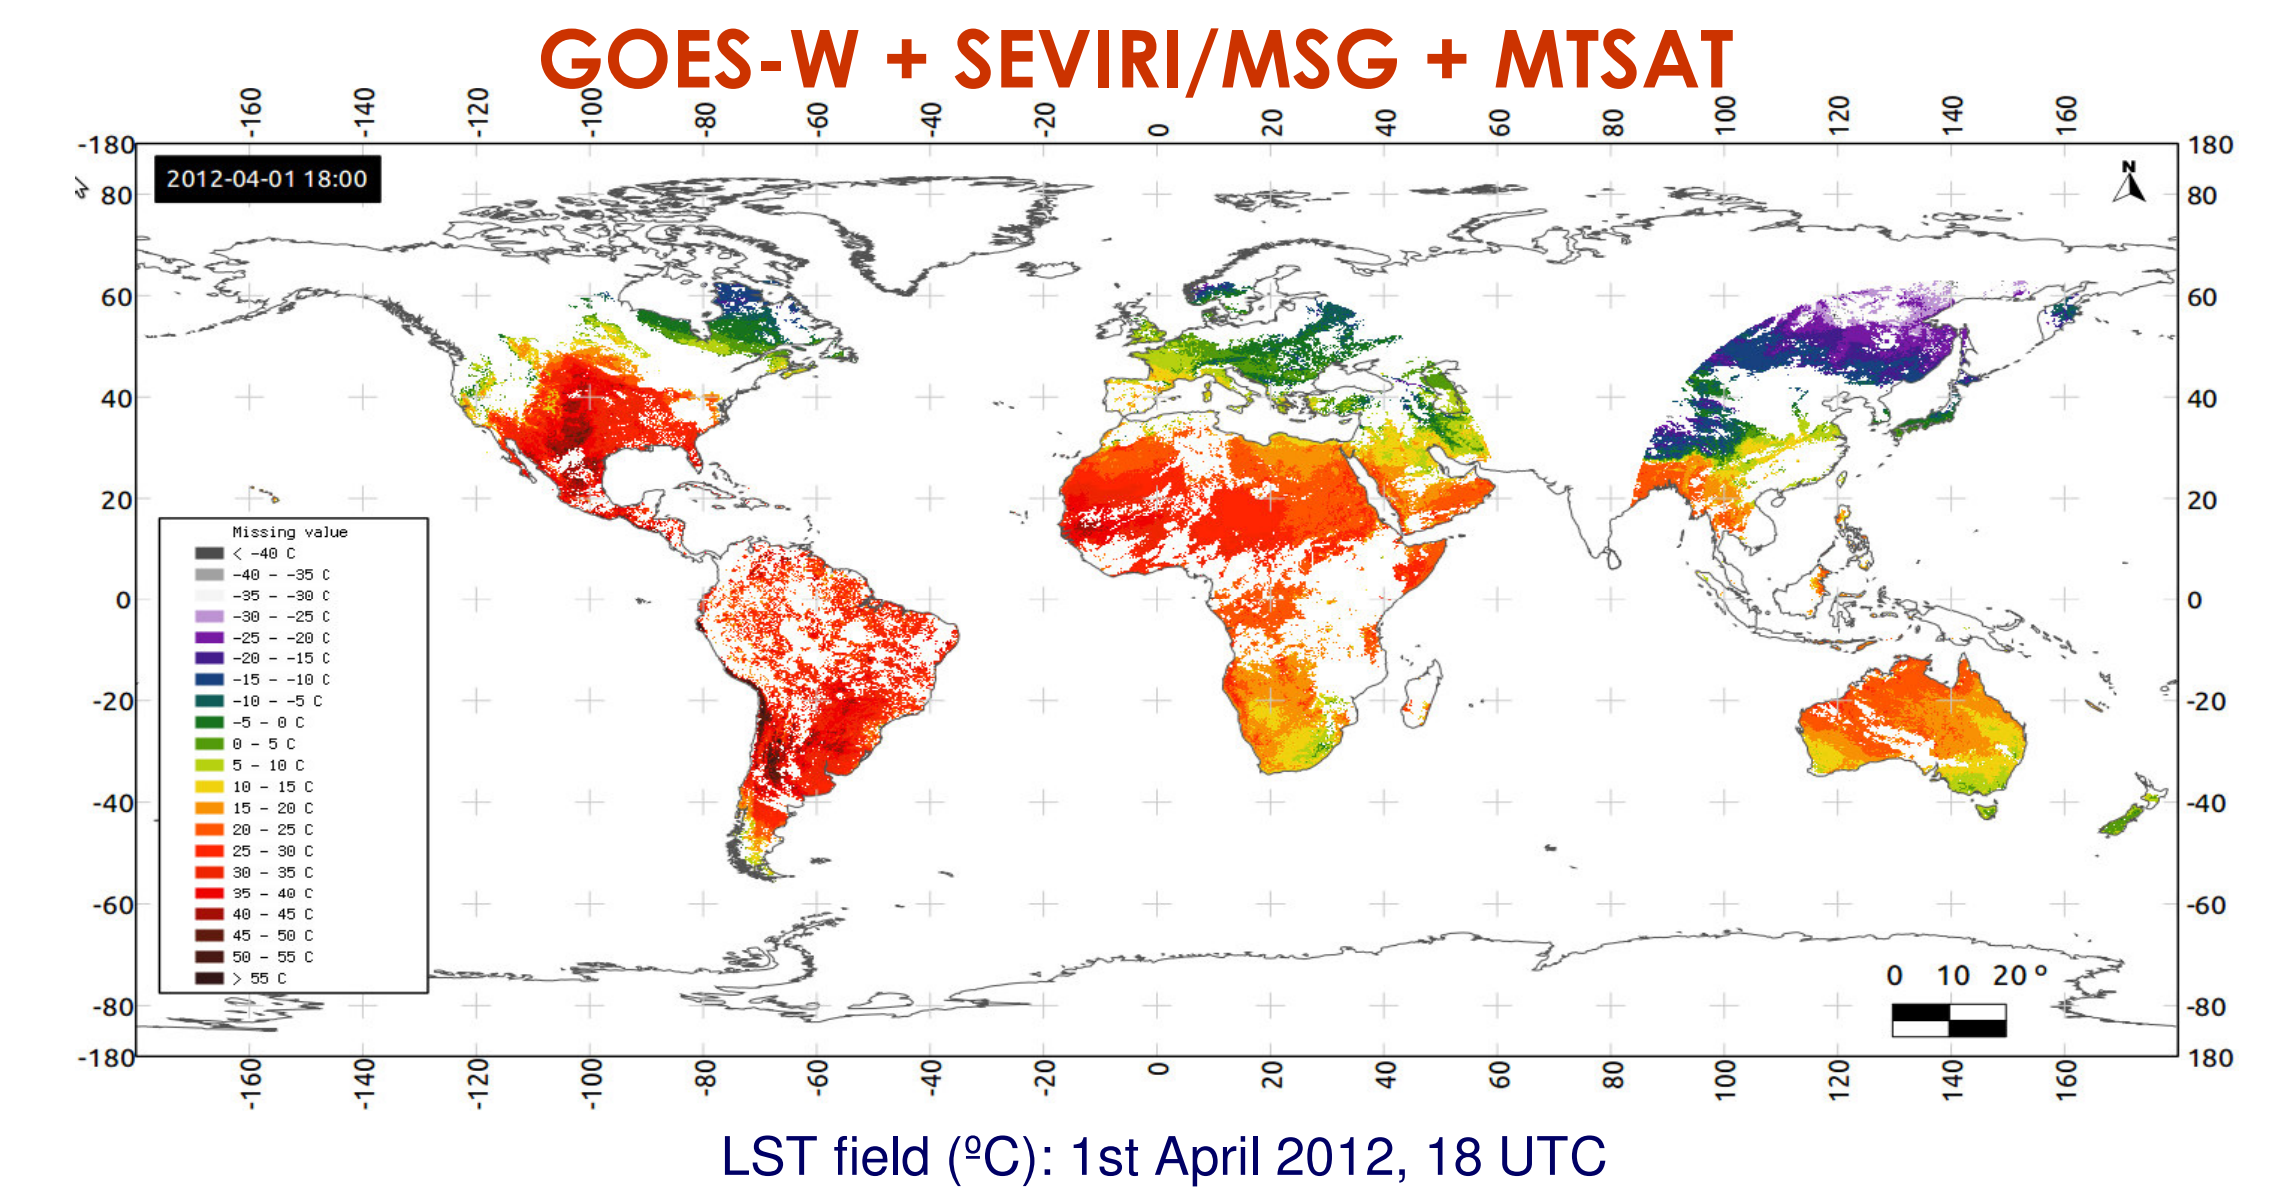 GOES-W + SEVIRI/MSG + MTSAT
-160 -140 -120 -100 -80 -60 -40 -20 0 20 40 60 80 100 120 140 160
-180 180
2012-04-01 18:00
N
80 80
60 60
40 40
20 20
Missing value
< -40 C
-40 - -35 C
-35 - -30 C
-30 - -25 C
-25 - -20 C
-20 - -15 C
-15 - -10 C
-10 - -5 C
-5 - 0 C
0 - 5 C
5 - 10 C
10 - 15 C
15 - 20 C
20 - 25 C
25 - 30 C
30 - 35 C
35 - 40 C
40 - 45 C
45 - 50 C
50 - 55 C
> 55 C
0 0
-20 -20
-40 -40
-60 -60
0 10 20 º
-80 -80
-180 180
-160 -140 -120 -100 -80 -60 -40 -20 0 20 40 60 80 100 120 140 160
LST field (ºC): 1st April 2012, 18 UTC